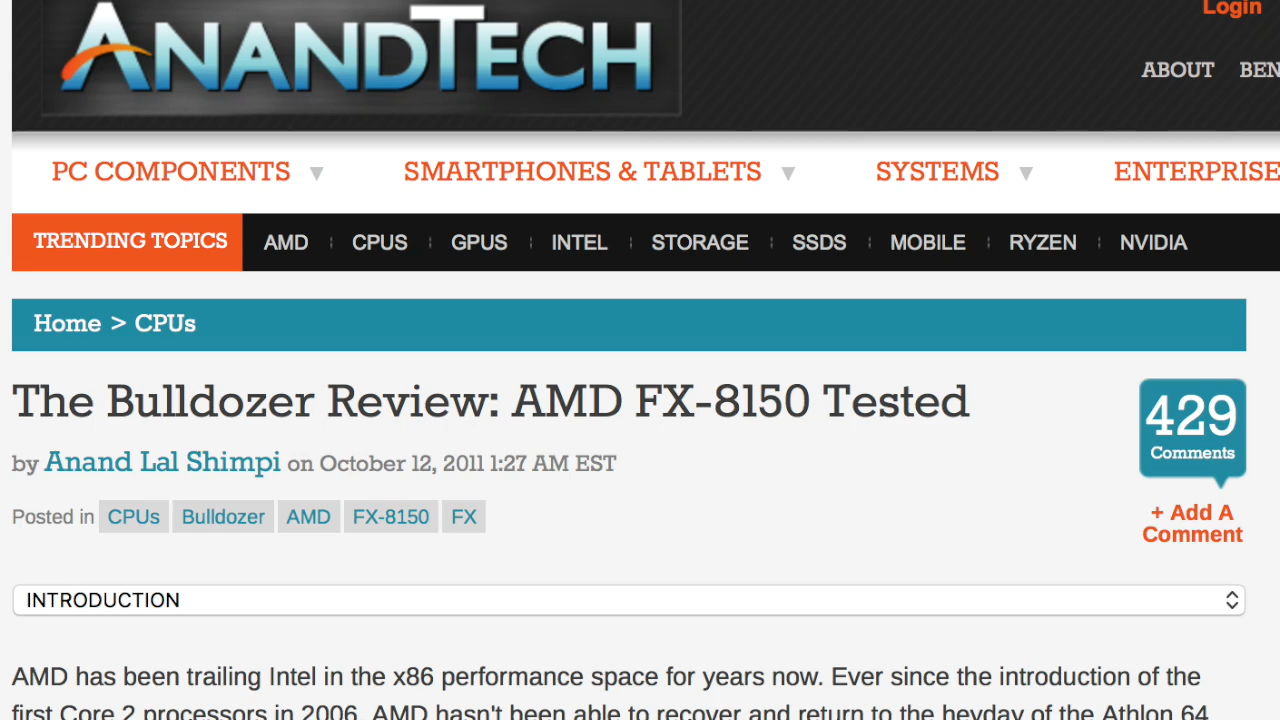 ANANDTECH
Login
ABOUT BEN
PC COMPONENTS ▼ SMARTPHONES & TABLETS ▼ SYSTEMS ▼ ENTERPRISE
TRENDING TOPICS AMD CPUS GPUS INTEL STORAGE SSDS MOBILE RYZEN NVIDIA
Home > CPUs
The Bulldozer Review: AMD FX-8150 Tested
429
Comments
by Anand Lal Shimpi on October 12, 2011 1:27 AM EST
Posted in CPUs Bulldozer AMD FX-8150 FX
+ Add A
Comment
INTRODUCTION
AMD has been trailing Intel in the x86 performance space for years now. Ever since the introduction of the
first Core 2 processors in 2006, AMD hasn't been able to recover and return to the heyday of the Athlon 64